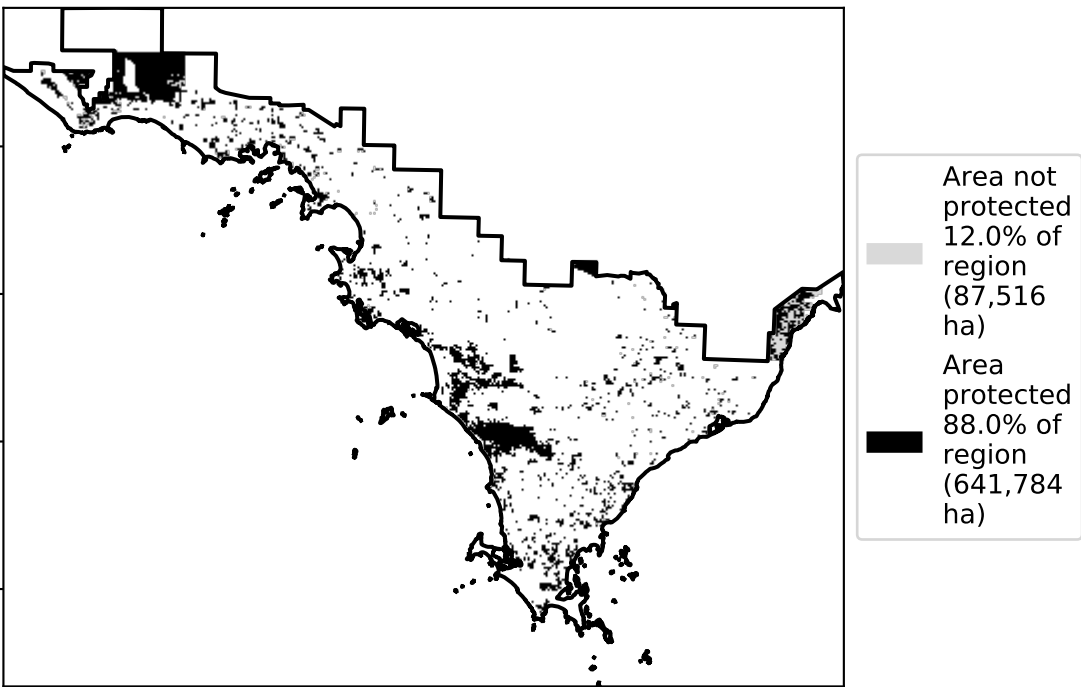 Area not
protected
12.0% of
region
(87,516
ha)
Area
protected
88.0% of
region
(641,784
ha)